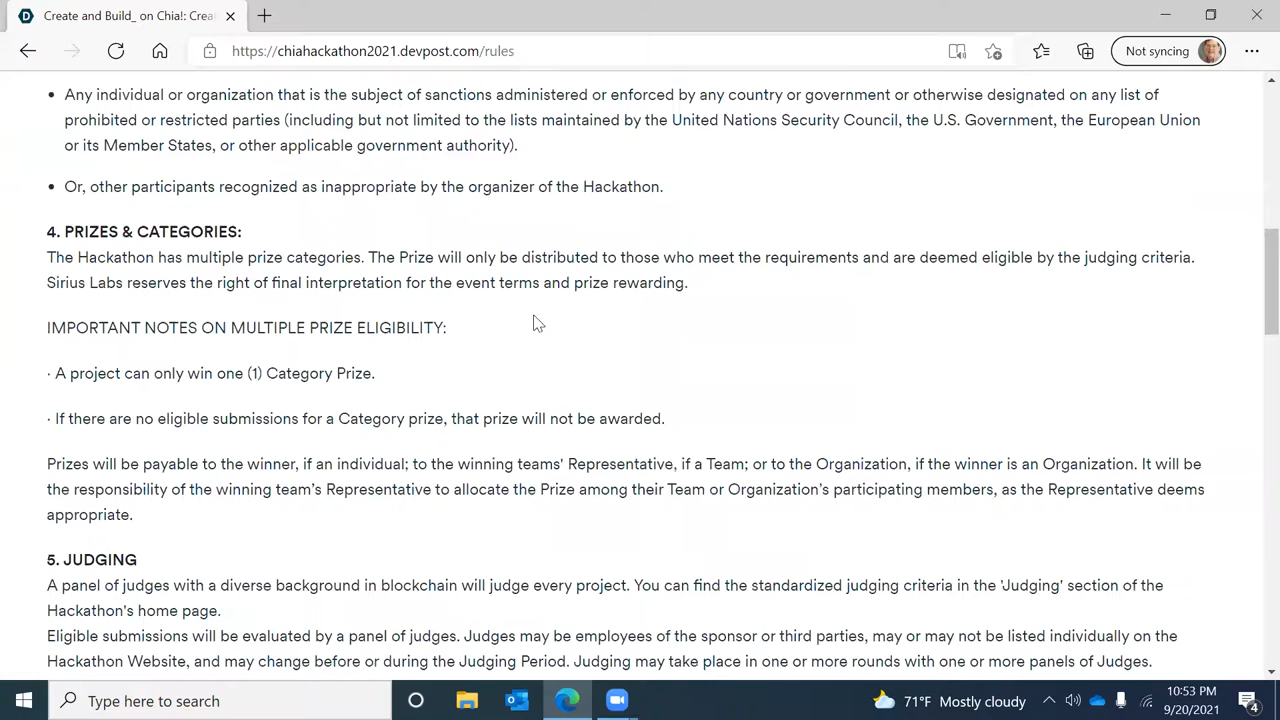 Create and Build_ on Chia!: Crea
https://chiahackathon2021.devpost.com/rules
Not syncing
• Any individual or organization that is the subject of sanctions administered or enforced by any country or government or otherwise designated on any list of
prohibited or restricted parties (including but not limited to the lists maintained by the United Nations Security Council, the U.S. Government, the European Union
or its Member States, or other applicable government authority).
• Or, other participants recognized as inappropriate by the organizer of the Hackathon.
4. PRIZES & CATEGORIES:
The Hackathon has multiple prize categories. The Prize will only be distributed to those who meet the requirements and are deemed eligible by the judging criteria.
Sirius Labs reserves the right of final interpretation for the event terms and prize rewarding.
IMPORTANT NOTES ON MULTIPLE PRIZE ELIGIBILITY:
· A project can only win one (1) Category Prize.
· If there are no eligible submissions for a Category prize, that prize will not be awarded.
Prizes will be payable to the winner, if an individual; to the winning teams' Representative, if a Team; or to the Organization, if the winner is an Organization. It will be
the responsibility of the winning team's Representative to allocate the Prize among their Team or Organization's participating members, as the Representative deems
appropriate.
5. JUDGING
A panel of judges with a diverse background in blockchain will judge every project. You can find the standardized judging criteria in the 'Judging' section of the
Hackathon's home page.
Eligible submissions will be evaluated by a panel of judges. Judges may be employees of the sponsor or third parties, may or may not be listed individually on the
Hackathon Website, and may change before or during the Judging Period. Judging may take place in one or more rounds with one or more panels of Judges.
Type here to search
71°F Mostly cloudy
10:53 PM
9/20/2021
4